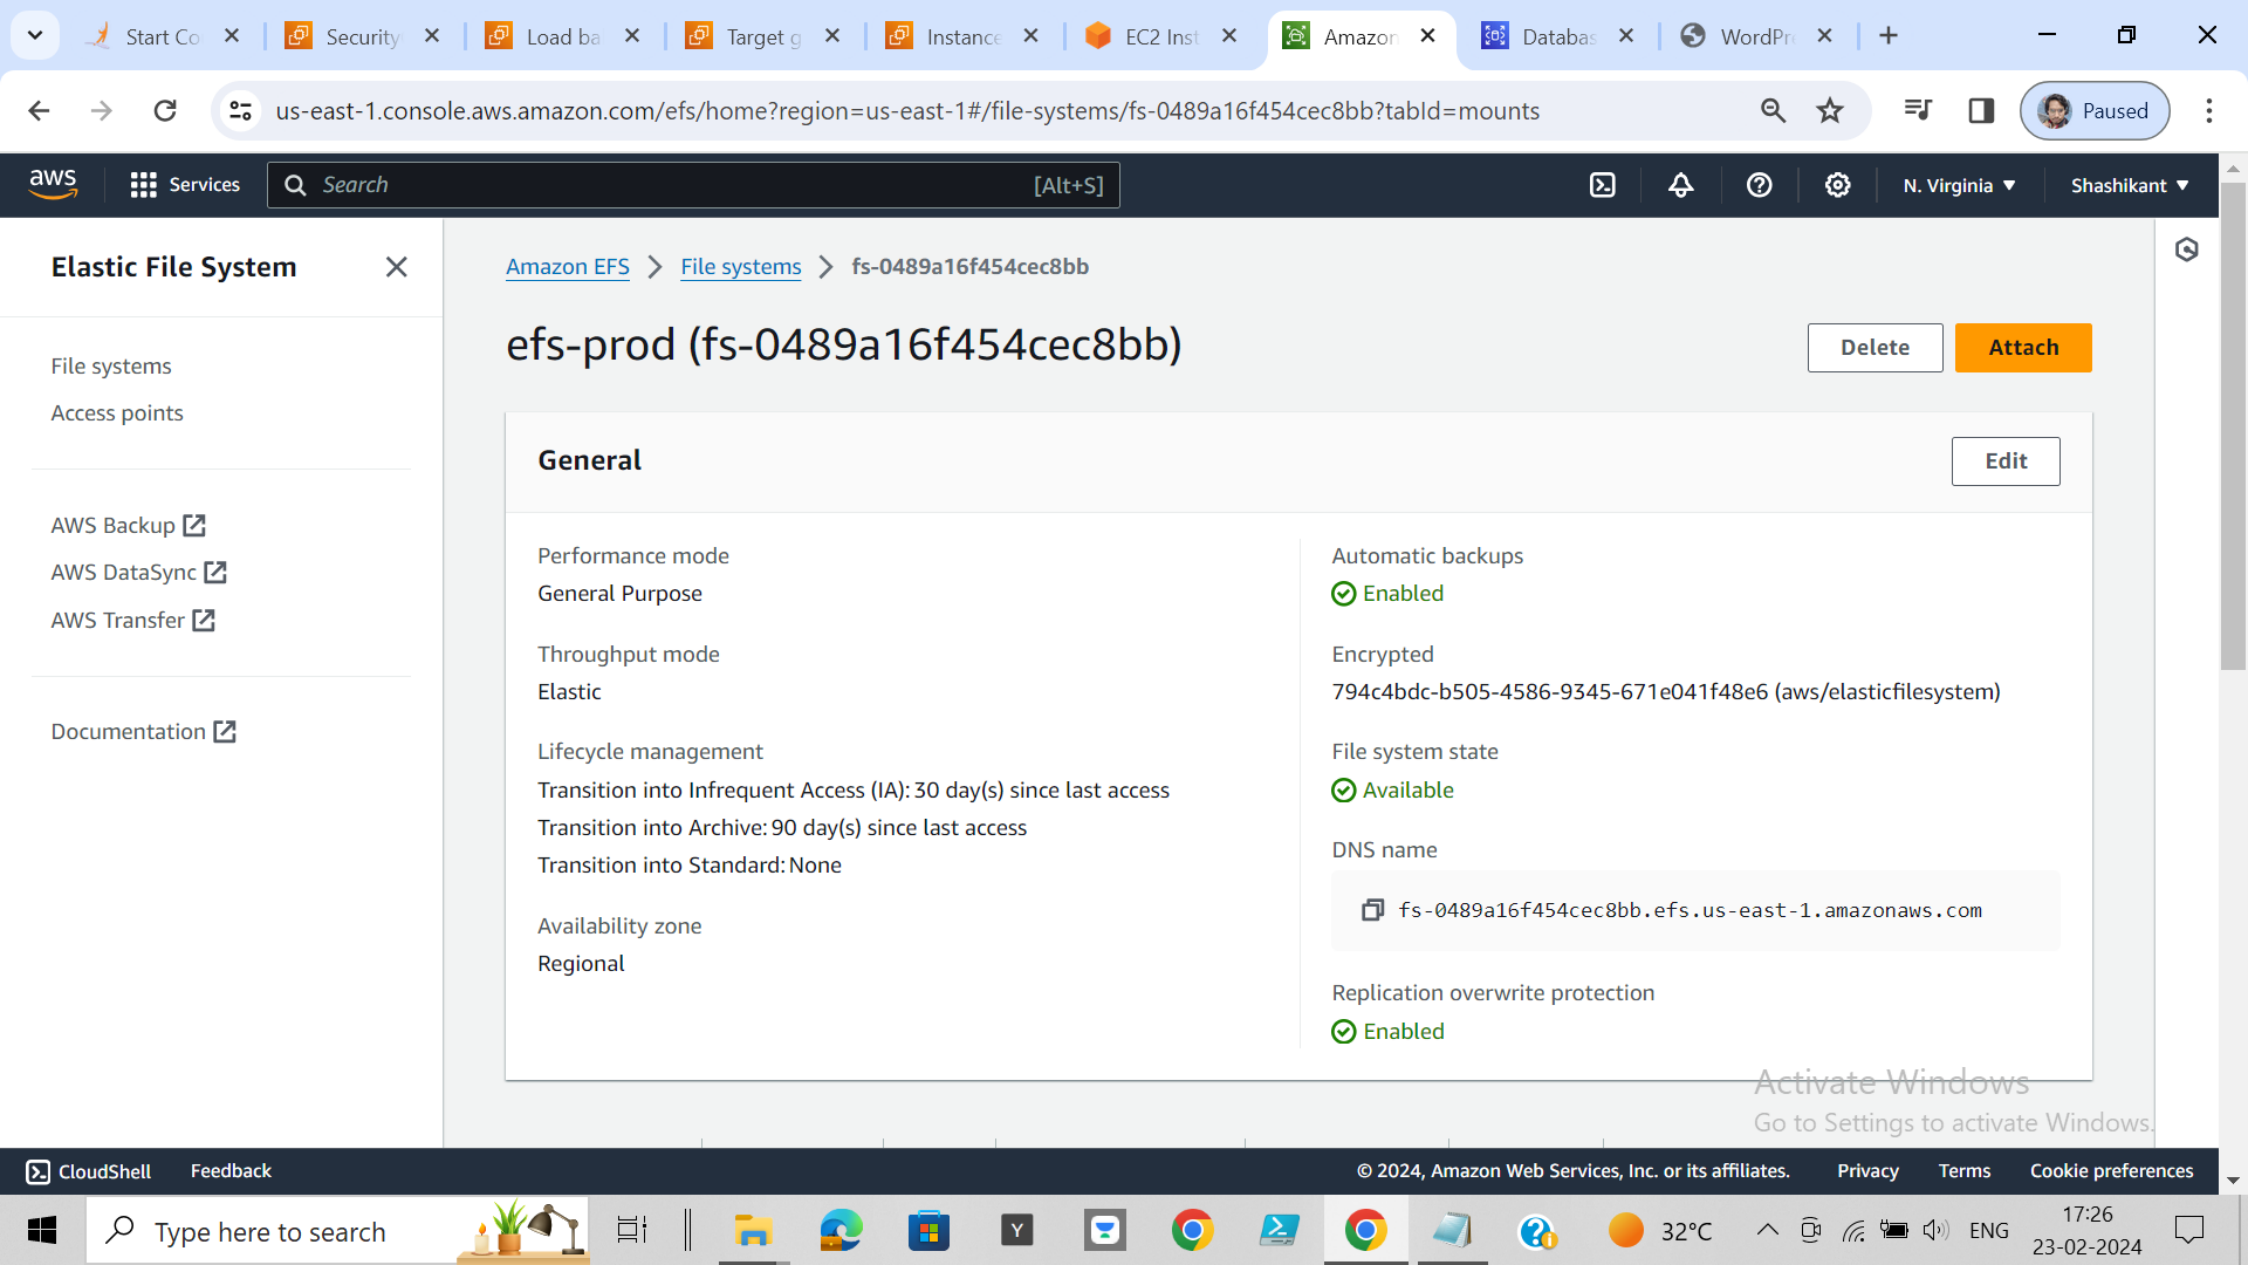 Start Co
Security
Load ba
Target g
Instance
EC2 Inst
Amazon
Databas
WordPr
us-east-1.console.aws.amazon.com/efs/home?region=us-east-1#/file-systems/fs-0489a16f454cec8bb?tabId=mounts
Paused
aws
Services
Search
[Alt+S]
N. Virginia
Shashikant
Elastic File System
File systems
Access points
AWS Backup
AWS DataSync
AWS Transfer
Documentation
Amazon EFS
File systems
fs-0489a16f454cec8bb
efs-prod (fs-0489a16f454cec8bb)
Delete
Attach
General
Edit
Performance mode
General Purpose
Throughput mode
Elastic
Lifecycle management
Transition into Infrequent Access (IA): 30 day(s) since last access
Transition into Archive: 90 day(s) since last access
Transition into Standard: None
Availability zone
Regional
Automatic backups
Enabled
Encrypted
794c4bdc-b505-4586-9345-671e041f48e6 (aws/elasticfilesystem)
File system state
Available
DNS name
fs-0489a16f454cec8bb.efs.us-east-1.amazonaws.com
Replication overwrite protection
Enabled
Activate Windows
Go to Settings to activate Windows.
CloudShell
Feedback
© 2024, Amazon Web Services, Inc. or its affiliates.
Privacy
Terms
Cookie preferences
Type here to search
Y
32°C
ENG
17:26
23-02-2024